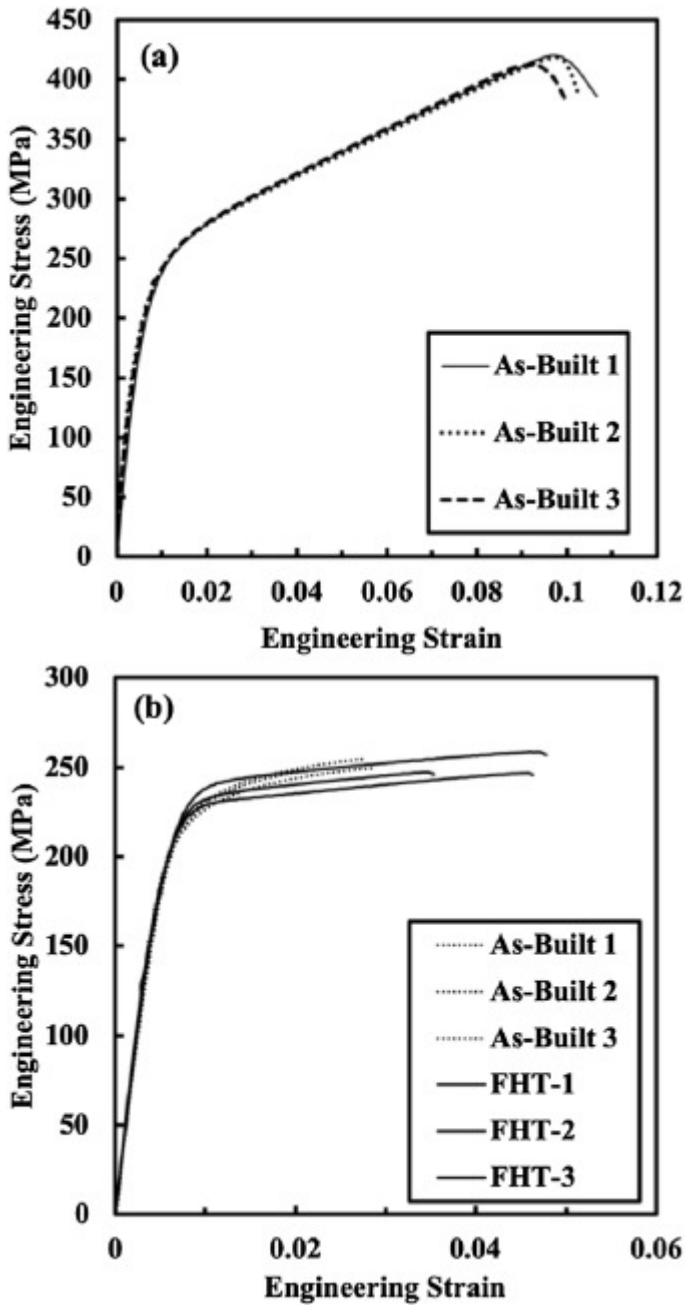 (a)
Engineering Stress (MPa)
450
400
350
300
250
200
150
100
50
0
As-Built 1
As-Built 2
As-Built 3
0 0.02 0.04 0.06 0.08 0.1 0.12
Engineering Strain
(b)
Engineering Stress (MPa)
300
250
200
150
100
50
0
As-Built 1
As-Built 2
As-Built 3
FHT-1
FHT-2
FHT-3
0 0.02 0.04 0.06
Engineering Strain